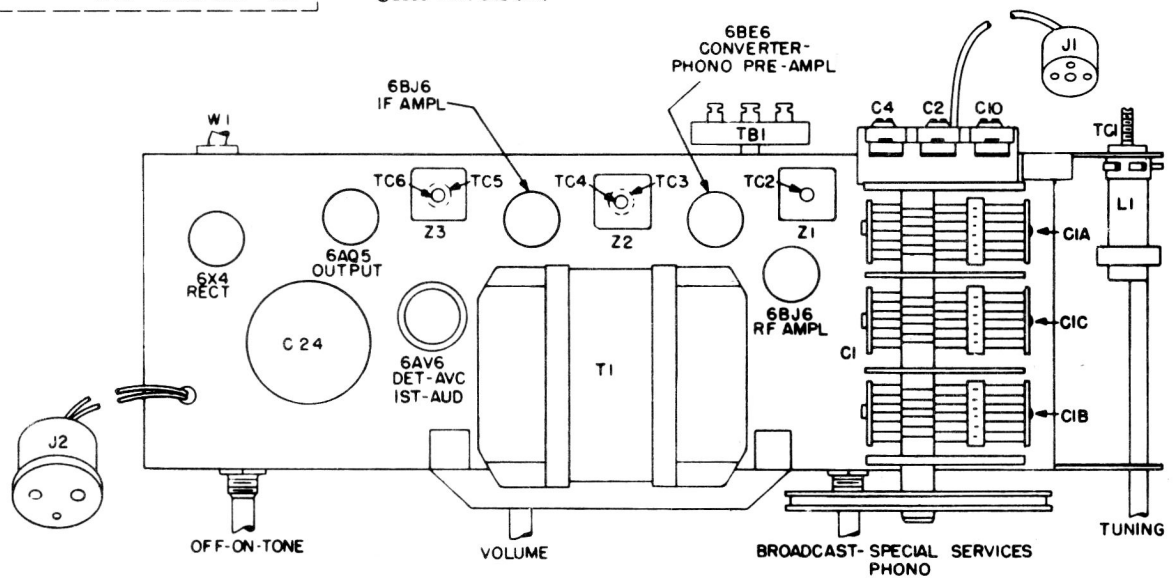 J1
6BE6
CONVERTER-
PHONO PRE-AMPL
6BJ6
IF AMPL
C4 C2 C10
W1
TB1
TC1
TC6 TC5
TC4 TC3
TC2
L1
Z3
Z2
Z1
C1A
6AQ5
OUTPUT
6X4
RECT
6BJ6
RF AMPL
C1C
C24
C1
6AV6
DET-AVC
1ST-AUD
T1
C1B
J2
OFF-ON-TONE
VOLUME
BROADCAST-SPECIAL SERVICES
PHONO
TUNING